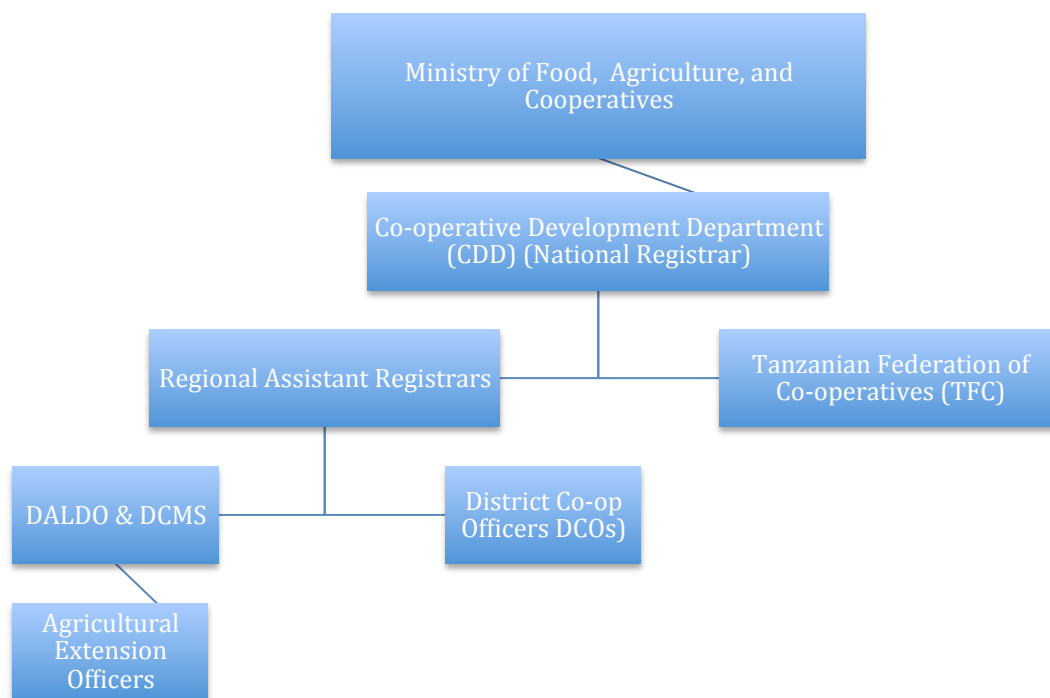 Ministry of Food, Agriculture, and
Cooperatives
Co-operative Development Department
(CDD) (National Registrar)
Regional Assistant Registrars
Tanzanian Federation of
Co-operatives (TFC)
DALDO & DCMS
District Co-op
Officers DCOs)
Agricultural
Extension
Officers